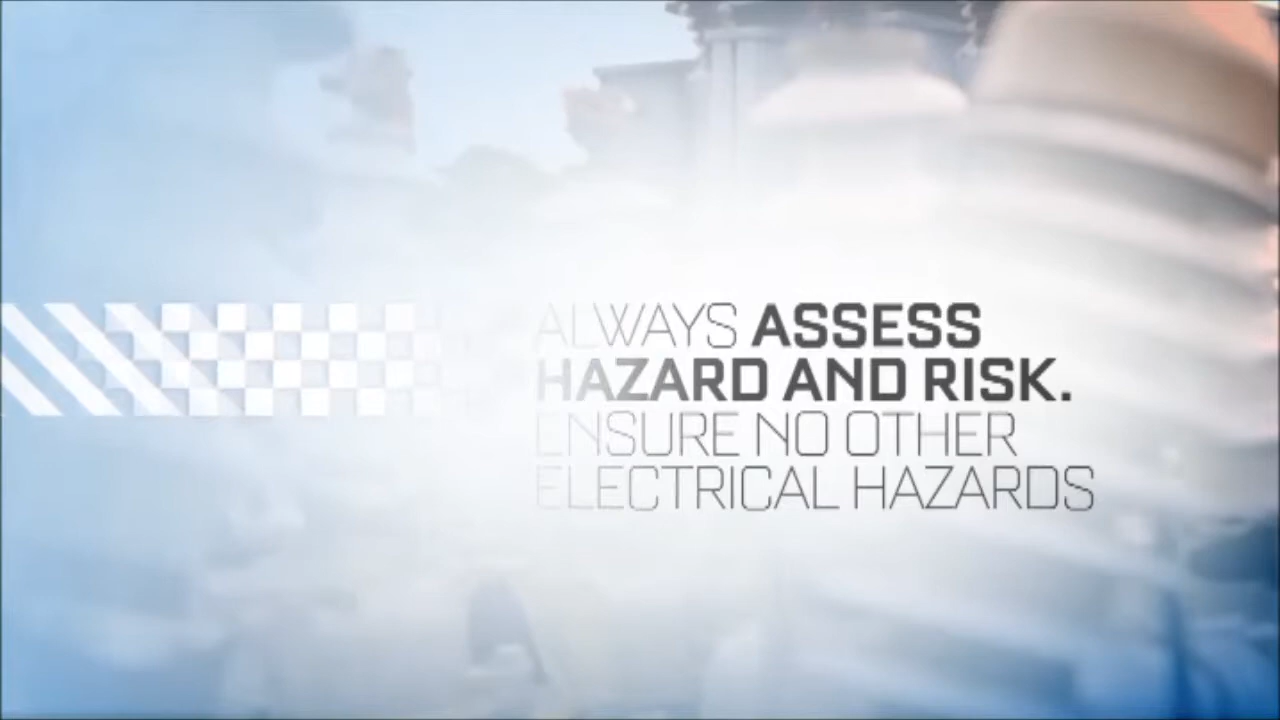 ALWAYS ASSESS
HAZARD AND RISK.
ENSURE NO OTHER
ELECTRICAL HAZARDS